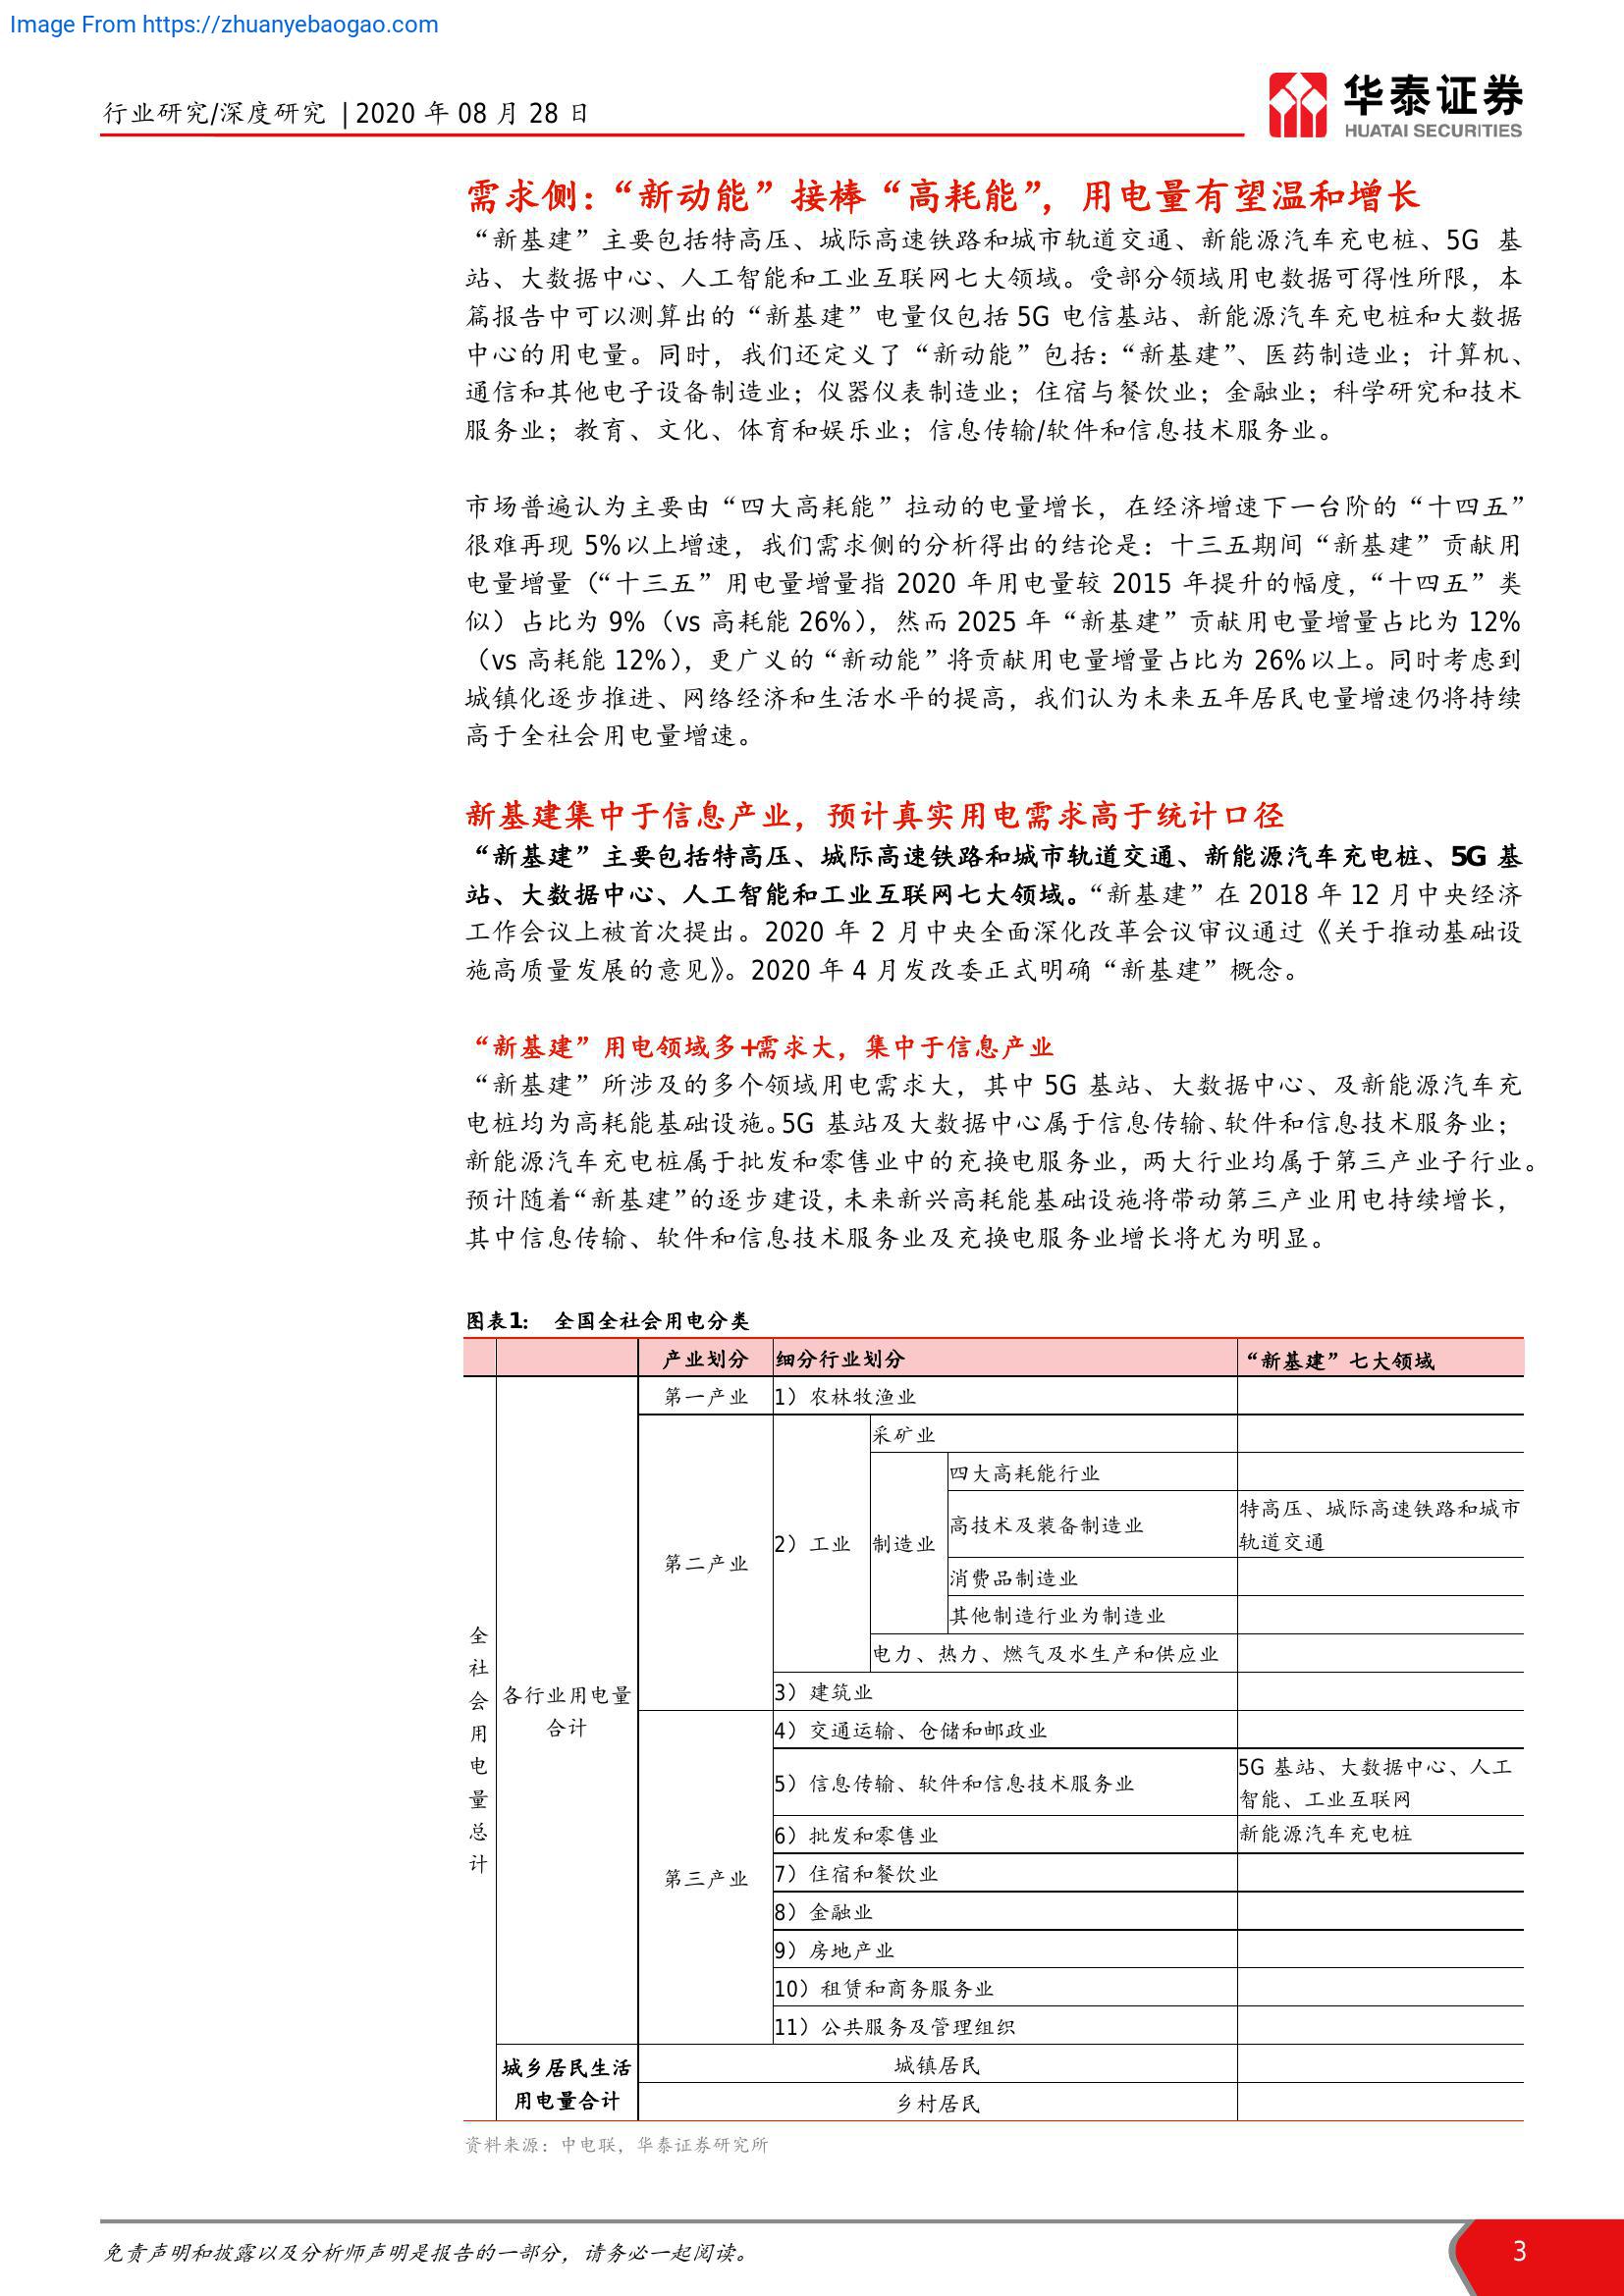 Image From https://zhuanyebaogao.com
行业研究/深度研究 | 2020 年 08 月 28 日
华泰证券
HUATAI SECURITIES
需求侧：“新动能”接棒“高耗能”，用电量有望温和增长
“新基建”主要包括特高压、城际高速铁路和城市轨道交通、新能源汽车充电桩、5G 基
站、大数据中心、人工智能和工业互联网七大领域。受部分领域用电数据可得性所限，本
篇报告中可以测算出的“新基建”电量仅包括 5G 电信基站、新能源汽车充电桩和大数据
中心的用电量。同时，我们还定义了“新动能”包括：“新基建”、医药制造业；计算机、
通信和其他电子设备制造业；仪器仪表制造业；住宿与餐饮业；金融业；科学研究和技术
服务业；教育、文化、体育和娱乐业；信息传输/软件和信息技术服务业。
市场普遍认为主要由“四大高耗能”拉动的电量增长，在经济增速下一台阶的“十四五”
很难再现 5%以上增速，我们需求侧的分析得出的结论是：十三五期间“新基建”贡献用
电量增量（“十三五”用电量增量指 2020 年用电量较 2015 年提升的幅度，“十四五”类
似）占比为 9%（vs 高耗能 26%），然而 2025 年“新基建”贡献用电量增量占比为 12%
（vs 高耗能 12%），更广义的“新动能”将贡献用电量增量占比为 26%以上。同时考虑到
城镇化逐步推进、网络经济和生活水平的提高，我们认为未来五年居民电量增速仍将持续
高于全社会用电量增速。
新基建集中于信息产业，预计真实用电需求高于统计口径
“新基建”主要包括特高压、城际高速铁路和城市轨道交通、新能源汽车充电桩、5G 基
站、大数据中心、人工智能和工业互联网七大领域。“新基建”在 2018 年 12 月中央经济
工作会议上被首次提出。2020 年 2 月中央全面深化改革会议审议通过《关于推动基础设
施高质量发展的意见》。2020 年 4 月发改委正式明确“新基建”概念。
“新基建”用电领域多+需求大，集中于信息产业
“新基建”所涉及的多个领域用电需求大，其中 5G 基站、大数据中心、及新能源汽车充
电桩均为高耗能基础设施。5G 基站及大数据中心属于信息传输、软件和信息技术服务业；
新能源汽车充电桩属于批发和零售业中的充换电服务业，两大行业均属于第三产业子行业。
预计随着“新基建”的逐步建设，未来新兴高耗能基础设施将带动第三产业用电持续增长，
其中信息传输、软件和信息技术服务业及充换电服务业增长将尤为明显。
图表1： 全国全社会用电分类
产业划分 细分行业划分 “新基建”七大领域
全社会用电量总计
各行业用电量
合计
第一产业 1）农林牧渔业
第二产业
2）工业
采矿业
制造业
四大高耗能行业
高技术及装备制造业
特高压、城际高速铁路和城市
轨道交通
消费品制造业
其他制造行业为制造业
电力、热力、燃气及水生产和供应业
3）建筑业
第三产业
4）交通运输、仓储和邮政业
5）信息传输、软件和信息技术服务业
5G 基站、大数据中心、人工
智能、工业互联网
6）批发和零售业 新能源汽车充电桩
7）住宿和餐饮业
8）金融业
9）房地产业
10）租赁和商务服务业
11）公共服务及管理组织
城乡居民生活
用电量合计
城镇居民
乡村居民
资料来源：中电联，华泰证券研究所
免责声明和披露以及分析师声明是报告的一部分，请务必一起阅读。
3